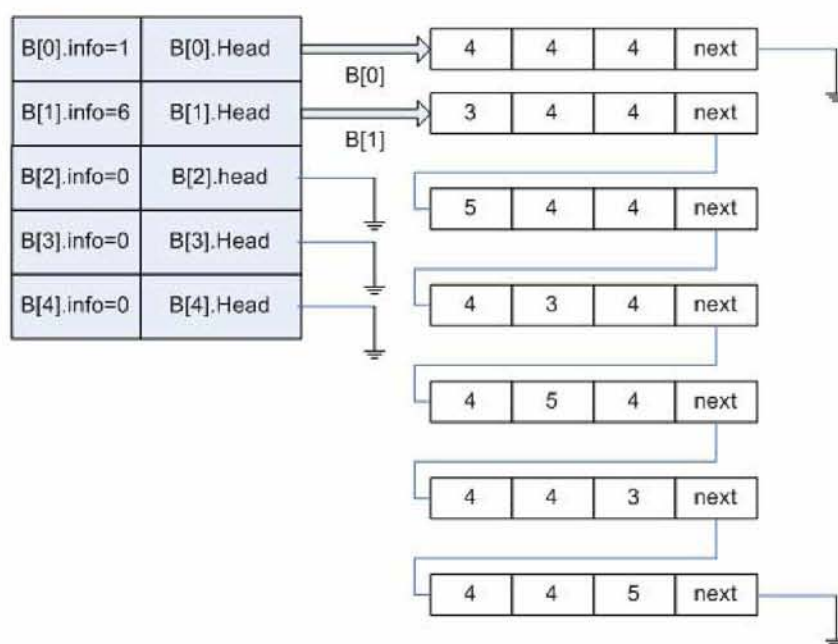 B[0].info=1 B[0].Head 4 4 4 next
B[0]
B[1].info=6 B[1].Head 3 4 4 next
B[1]
B[2].info=0 B[2].head 5 4 4 next
B[3].info=0 B[3].Head
B[4].info=0 B[4].Head 4 3 4 next
4 5 4 next
4 4 3 next
4 4 5 next